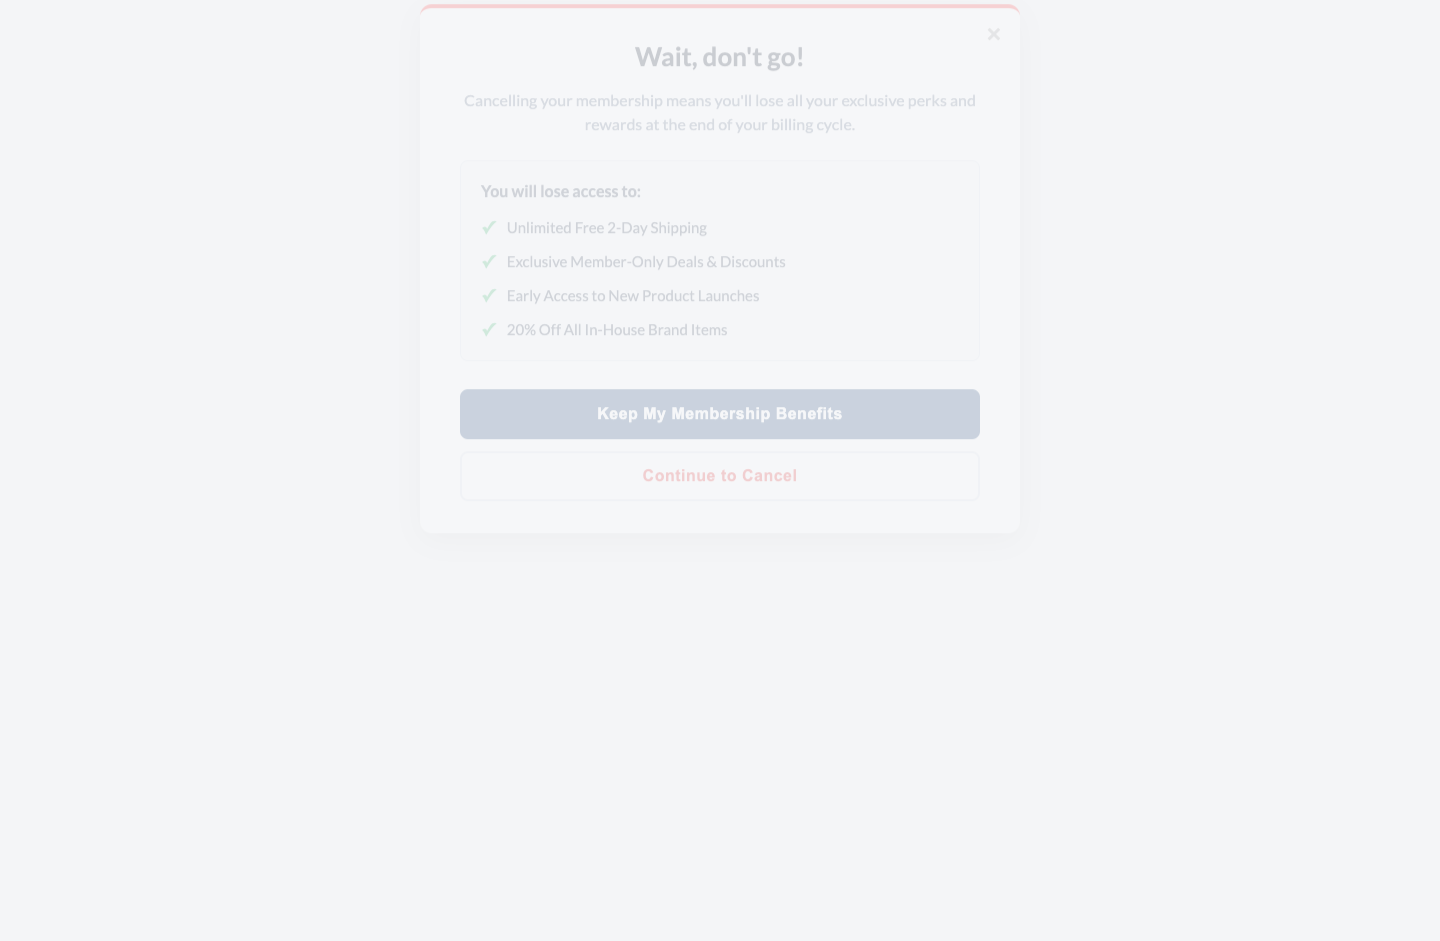 Wait, don't go!
Cancelling your membership means you'll lose all your exclusive perks and
rewards at the end of your billing cycle.
You will lose access to:
Unlimited Free 2-Day Shipping
Exclusive Member-Only Deals & Discounts
Early Access to New Product Launches
20% Off All In-House Brand Items
Keep My Membership Benefits
Continue to Cancel